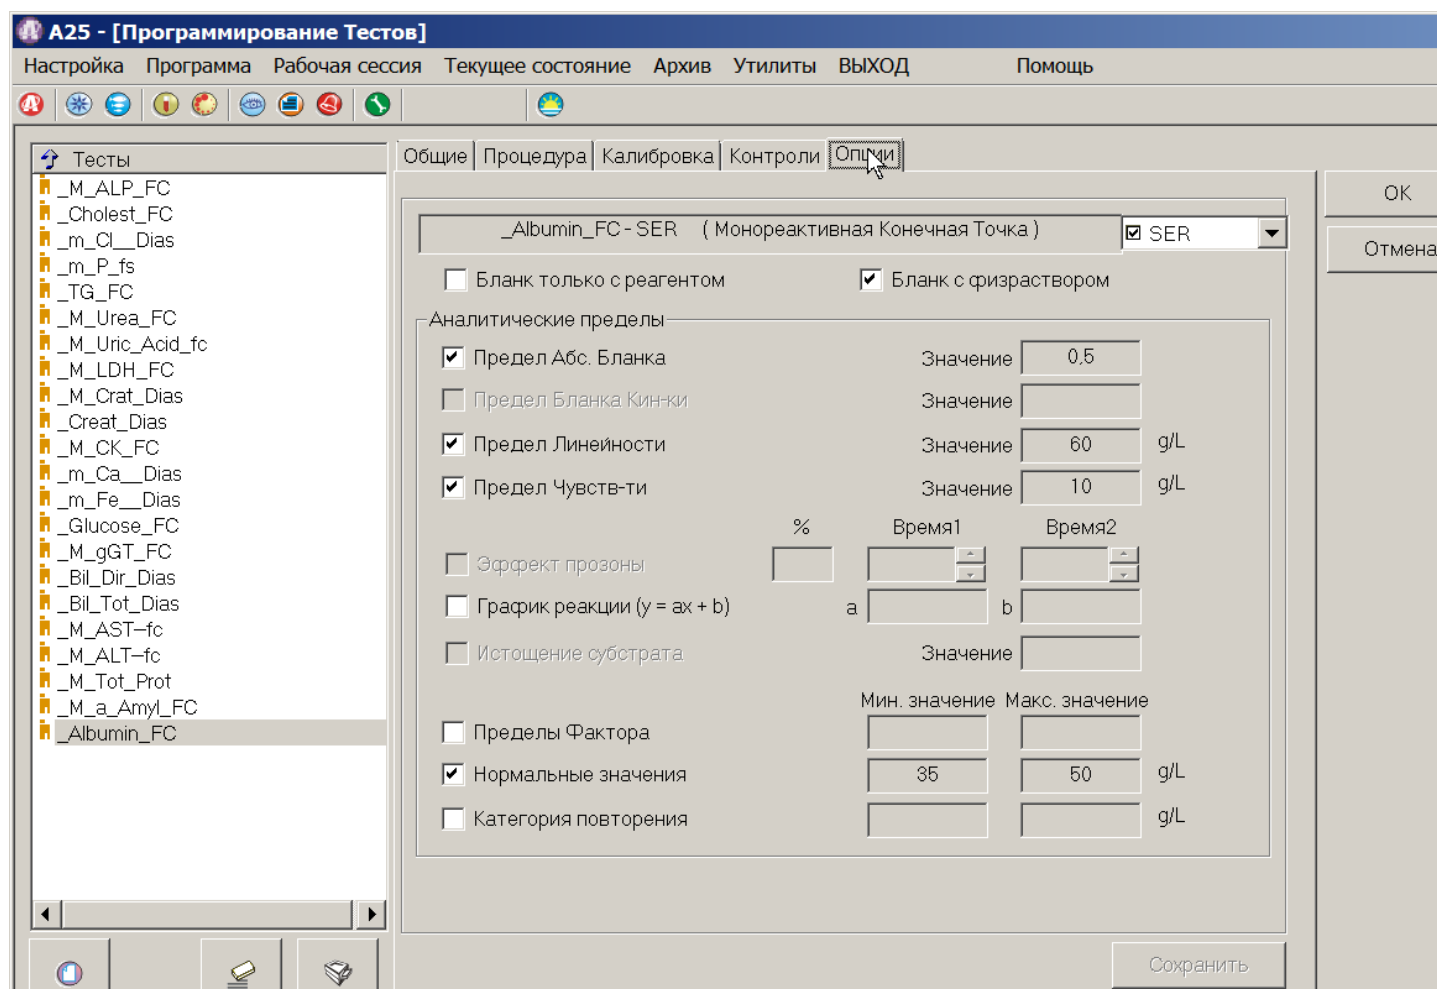 A25 - [Программирование Тестов]
Настройка Программа Рабочая сессия Текущее состояние Архив Утилиты ВЫХОД Помощь
Тесты
_M_ALP_FC
_Cholest_FC
_m_Cl__Dias
_m_P_fs
_TG_FC
_M_Urea_FC
_M_Uric_Acid_fc
_M_LDH_FC
_M_Crat_Dias
_Creat_Dias
_M_CK_FC
_m_Ca__Dias
_m_Fe__Dias
_Glucose_FC
_M_gGT_FC
_Bil_Dir_Dias
_Bil_Tot_Dias
_M_AST-fc
_M_ALT-fc
_M_Tot_Prot
_M_a_Amyl_FC
_Albumin_FC
Общие Процедура Калибровка Контроли Опции
_Albumin_FC - SER ( Монореактивная Конечная Точка ) SER
Бланк только с реагентом Бланк с физраствором
Аналитические пределы
Предел Абс. Бланка Значение 0,5
Предел Бланка Кин-ки Значение
Предел Линейности Значение 60 g/L
Предел Чувств-ти Значение 10 g/L
% Время1 Время2
Эффект прозоны
График реакции (y = ax + b) a b
Истощение субстрата Значение
Мин. значение Макс. значение
Пределы Фактора
Нормальные значения 35 50 g/L
Категория повторения g/L
Сохранить
OK
Отмена